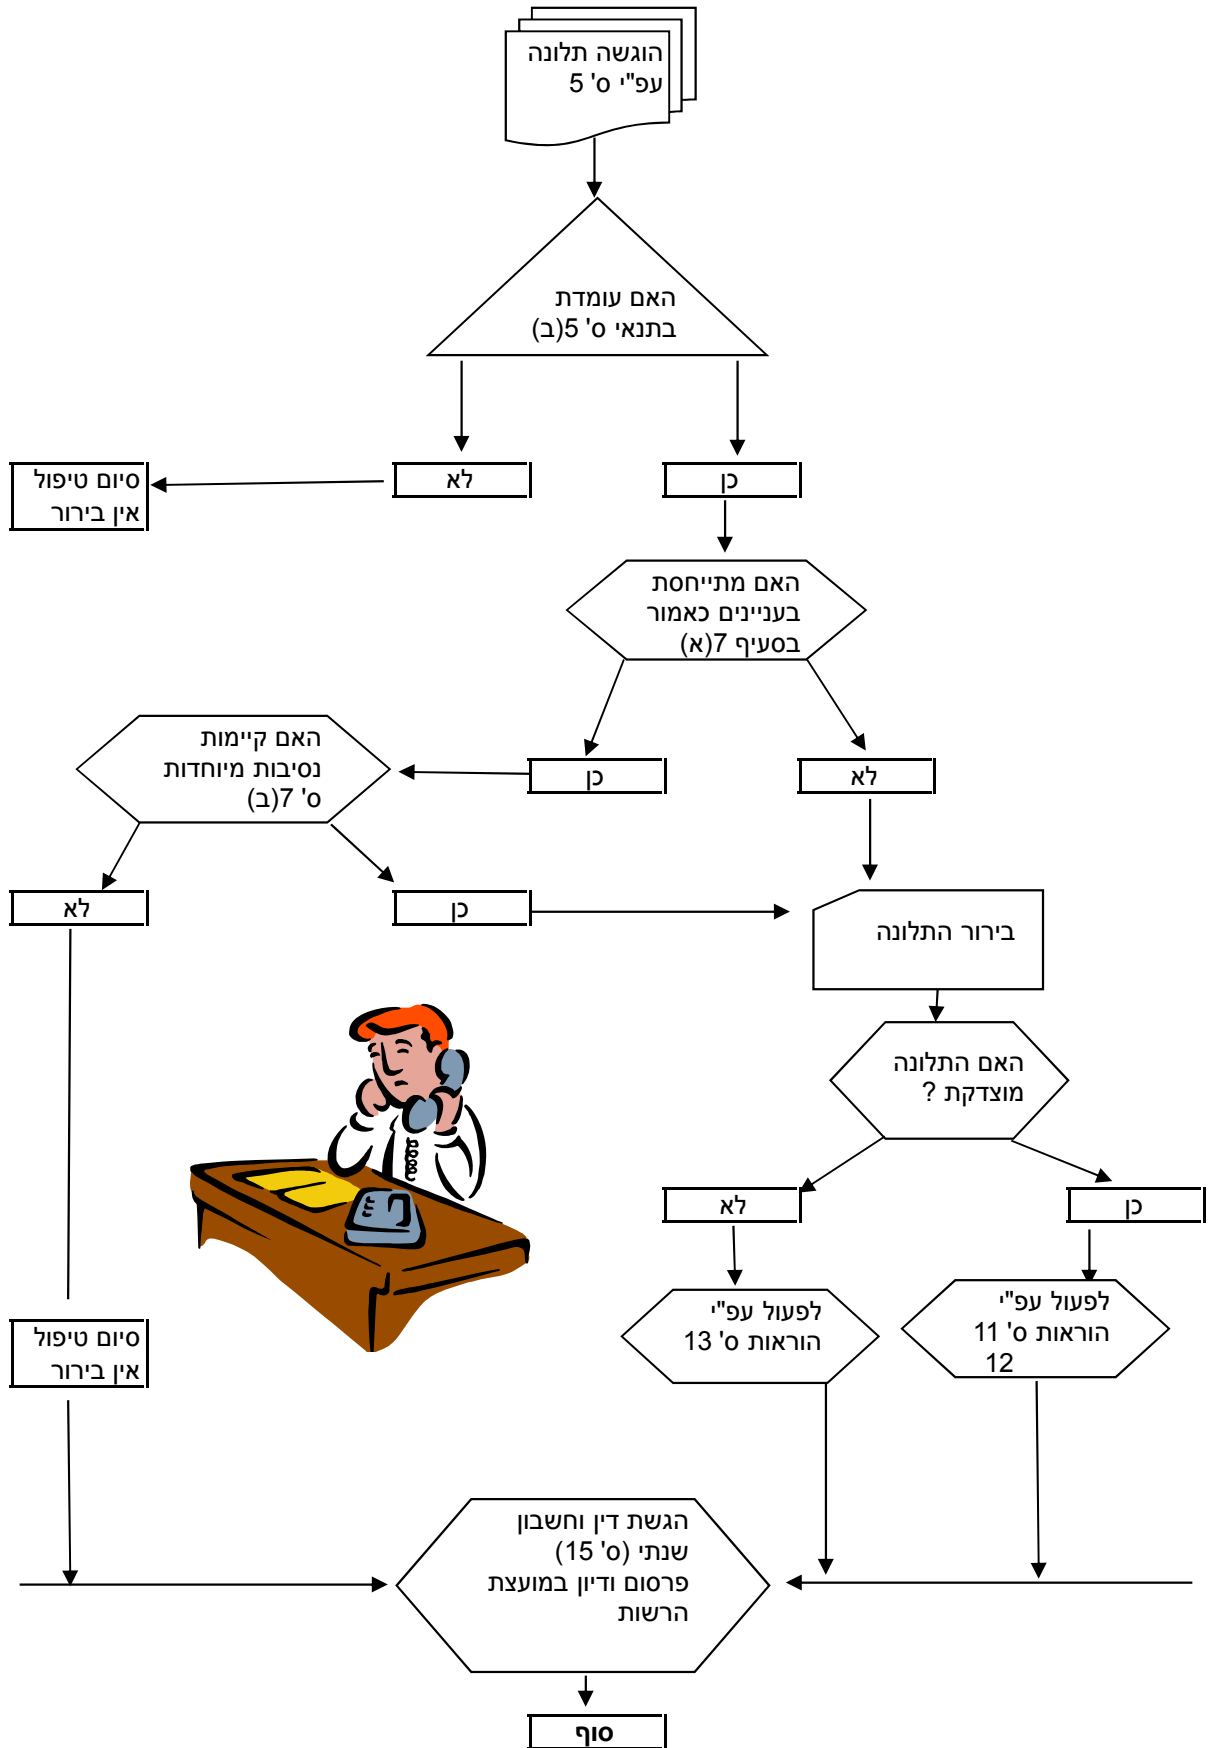 הוגשה תלונה
עפ"י ס' 5
האם עומדת
בתנאי ס' 5(ב)
סיום טיפול
אין בירור
לא
כן
האם מתייחסת
בעניינים כאמור
בסעיף 7(א)
האם קיימות
נסיבות מיוחדות
ס' 7(ב)
כן
לא
לא
כן
בירור התלונה
האם התלונה
מוצדקת ?
לא
כן
לפעול עפ"י
הוראות ס' 13
לפעול עפ"י
הוראות ס' 11
12
סיום טיפול
אין בירור
הגשת דין וחשבון
שנתי (ס' 15)
פרסום ודיון במועצת
הרשות
סוף